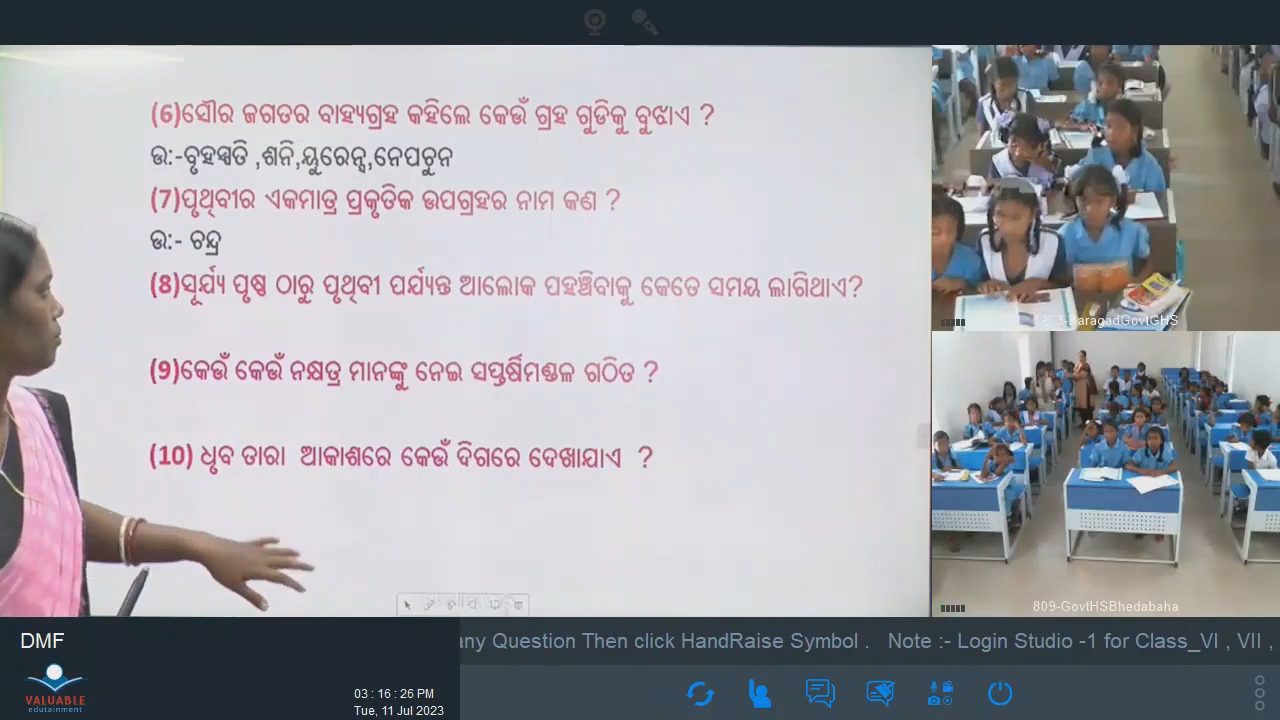 (6)ସୌର ଜଗତର ବାହ୍ୟଗ୍ରହ କହିଲେ କେଉଁ ଗ୍ରହ ଗୁଡିକୁ ବୁଝାଏ ?
ଉ:-ବୃହସ୍ପତି ,ଶନି,ୟୁରେନ୍ସ,ନେପଚୁନ
(7)ପୃଥିବୀର ଏକମାତ୍ର ପ୍ରକୃତିକ ଉପଗ୍ରହର ନାମ କଣ ?
ଉ:- ଚନ୍ଦ୍ର
(8)ସୂର୍ଯ୍ୟ ପୃଷ୍ଠ ଠାରୁ ପୃଥିବୀ ପର୍ଯ୍ୟନ୍ତ ଆଲୋକ ପହଞ୍ଚିବାକୁ କେତେ ସମୟ ଲାଗିଥାଏ?
(9)କେଉଁ କେଉଁ ନକ୍ଷତ୍ର ମାନଙ୍କୁ ନେଇ ସପ୍ତର୍ଷିମଣ୍ଡଳ ଗଠିତ ?
(10) ଧୃବ ତାରା ଆକାଶରେ କେଉଁ ଦିଗରେ ଦେଖାଯାଏ ?
809-GovtHSBhedabaha
DMF
any Question Then click HandRaise Symbol . Note :- Login Studio -1 for Class_VI , VII ,
VALUABLE
edutainment
03 : 16 : 26 PM
Tue, 11 Jul 2023